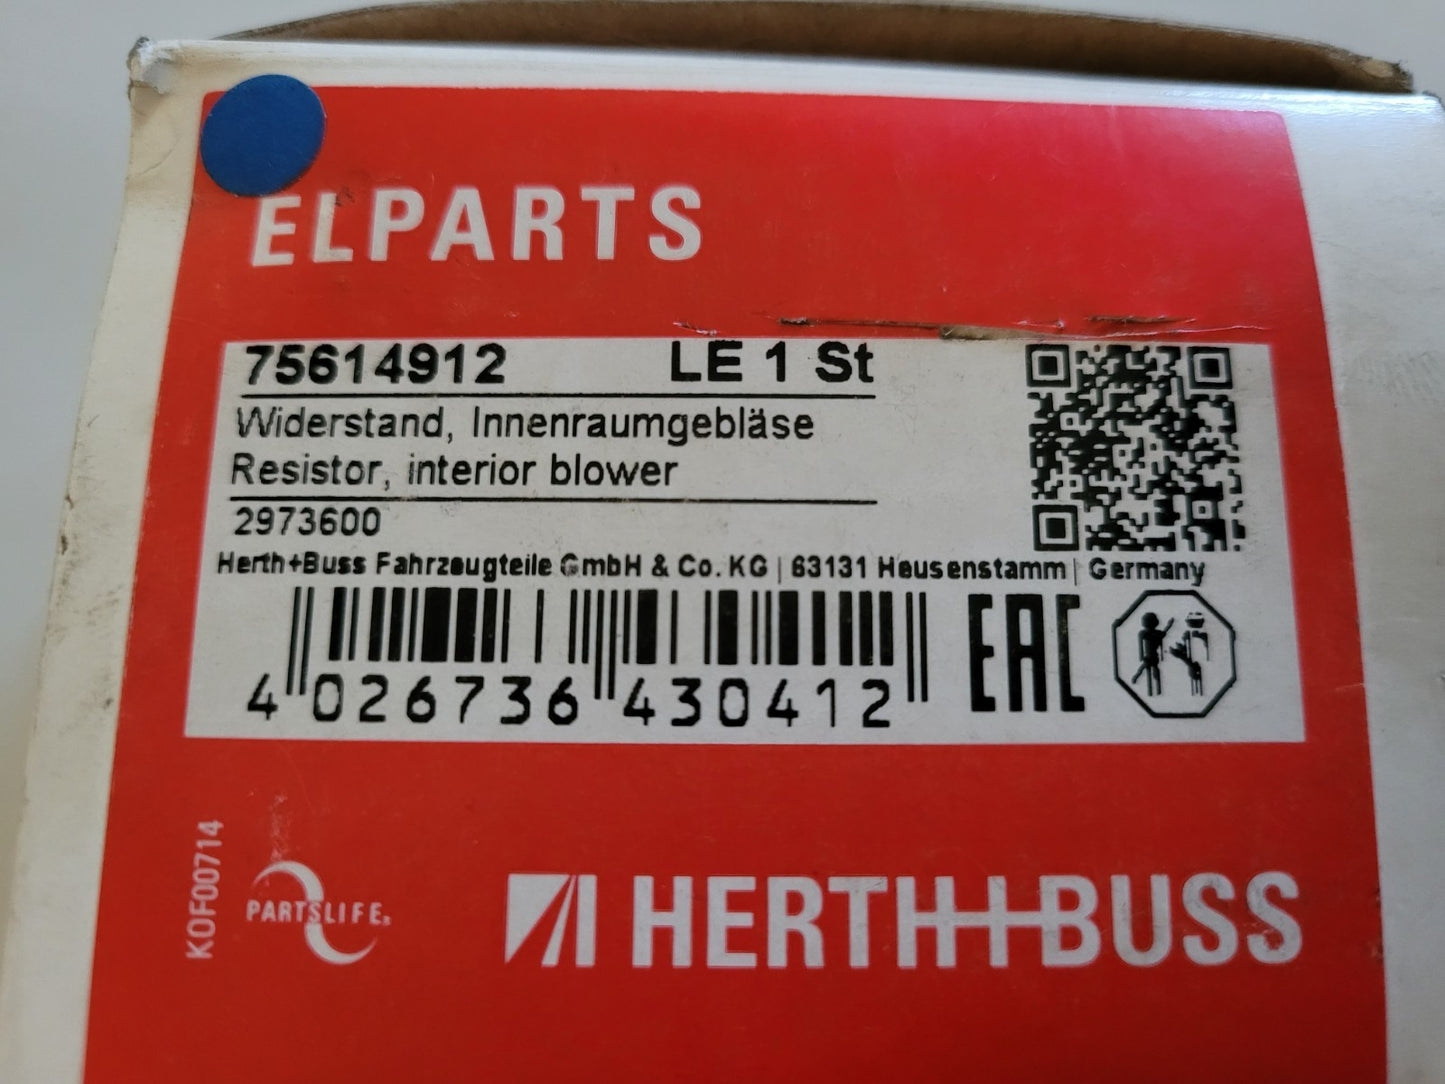 ELPARTS
75614912 LE 1 St
Widerstand, Innenraumgebläse
Resistor, interior blower
2973600
Herth+Buss Fahrzeugteile GmbH & Co. KG | 63131 Heusenstamm | Germany
4 026736 430412
EAC
KOF00714
PARTSLIFE
HERTH+BUSS